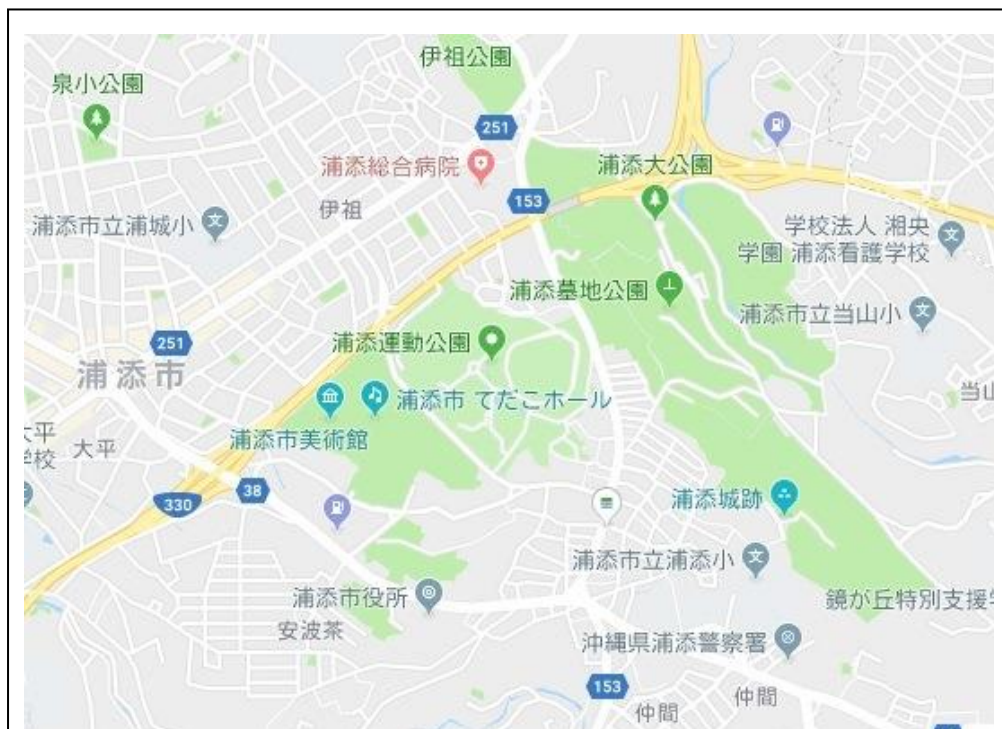 伊祖公園
泉小公園
251
浦添総合病院
浦添大公園
153
伊祖
浦添市立浦城小
学校法人 湘央
学園 浦添看護学校
浦添墓地公園
浦添市立当山小
251
浦添運動公園
浦添市
浦添市 てだこホール
当山
大平
学校
大平
浦添市美術館
330
38
浦添城跡
浦添市立浦添小
浦添市役所
鏡が丘特別支援学
安波茶
沖縄県浦添警察署
153
仲間
仲間